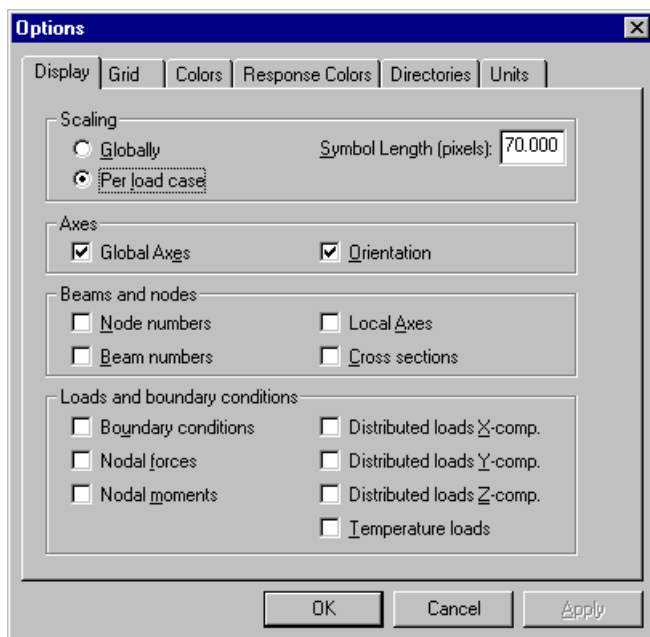 Options
Display Grid Colors Response Colors Directories Units
Scaling
Globally Symbol Length (pixels): 70.000
Per load case
Axes
Global Axes Orientation
Beams and nodes
Node numbers Local Axes
Beam numbers Cross sections
Loads and boundary conditions
Boundary conditions Distributed loads X-comp.
Nodal forces Distributed loads Y-comp.
Nodal moments Distributed loads Z-comp.
Temperature loads
OK Cancel Apply